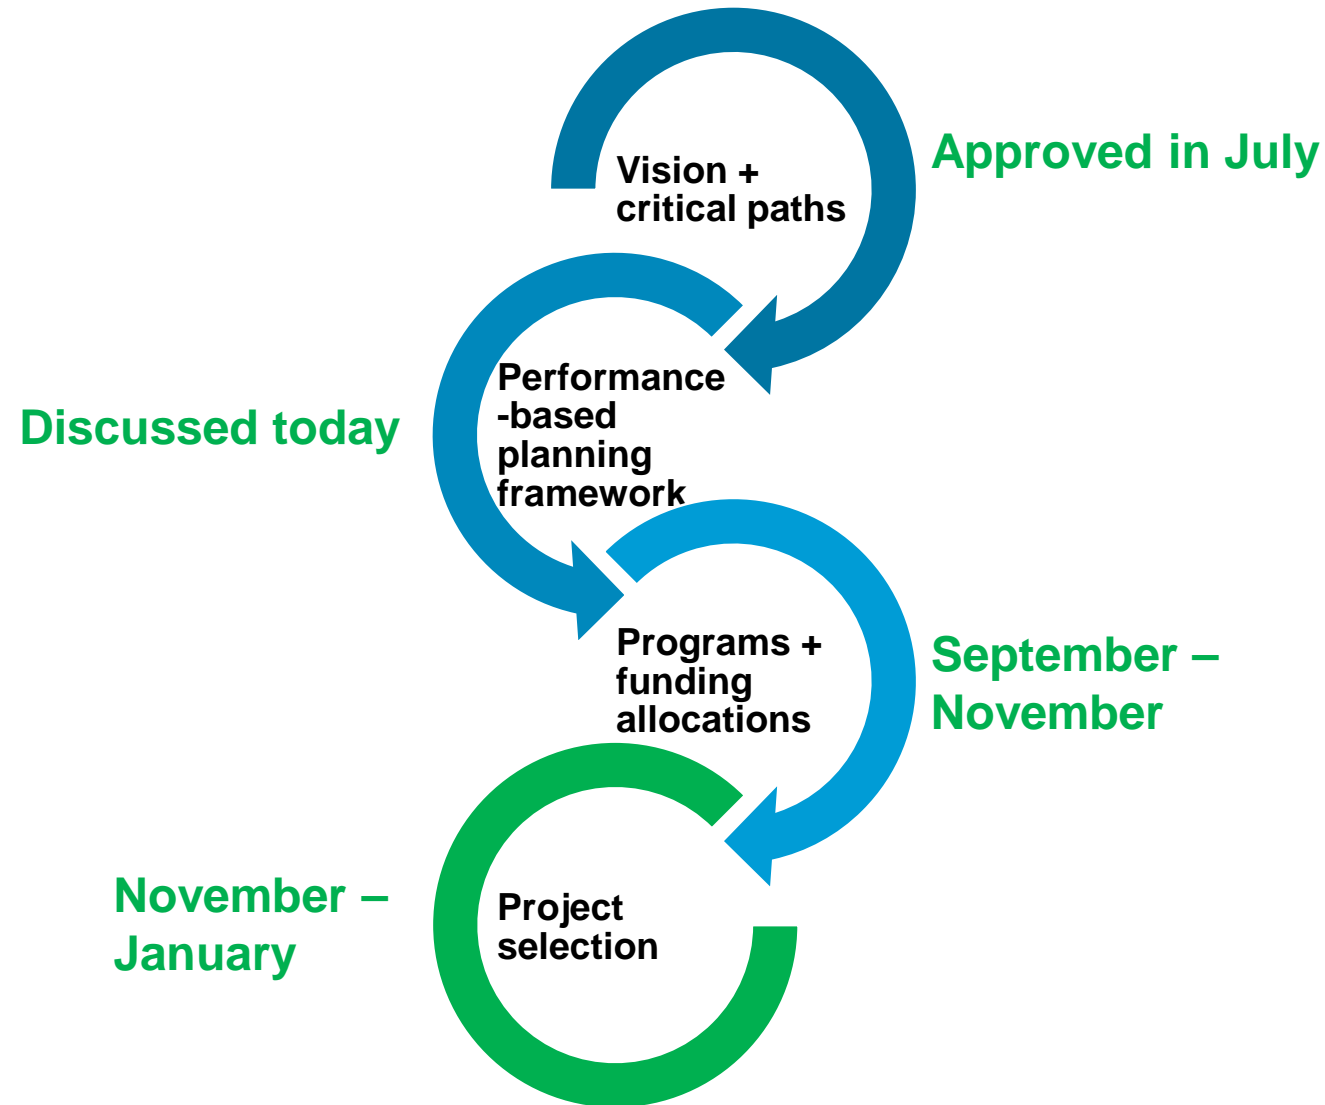 Vision +
critical paths
Approved in July
Performance
-based
planning
framework
Discussed today
Programs +
funding
allocations
September –
November
Project
selection
November –
January